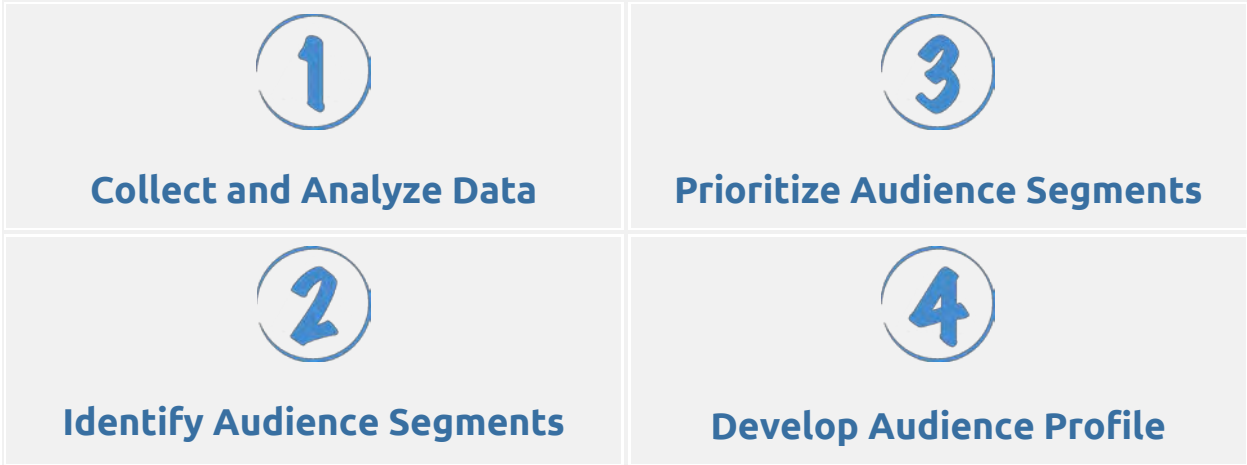 1
Collect and Analyze Data
2
Identify Audience Segments
3
Prioritize Audience Segments
4
Develop Audience Profile